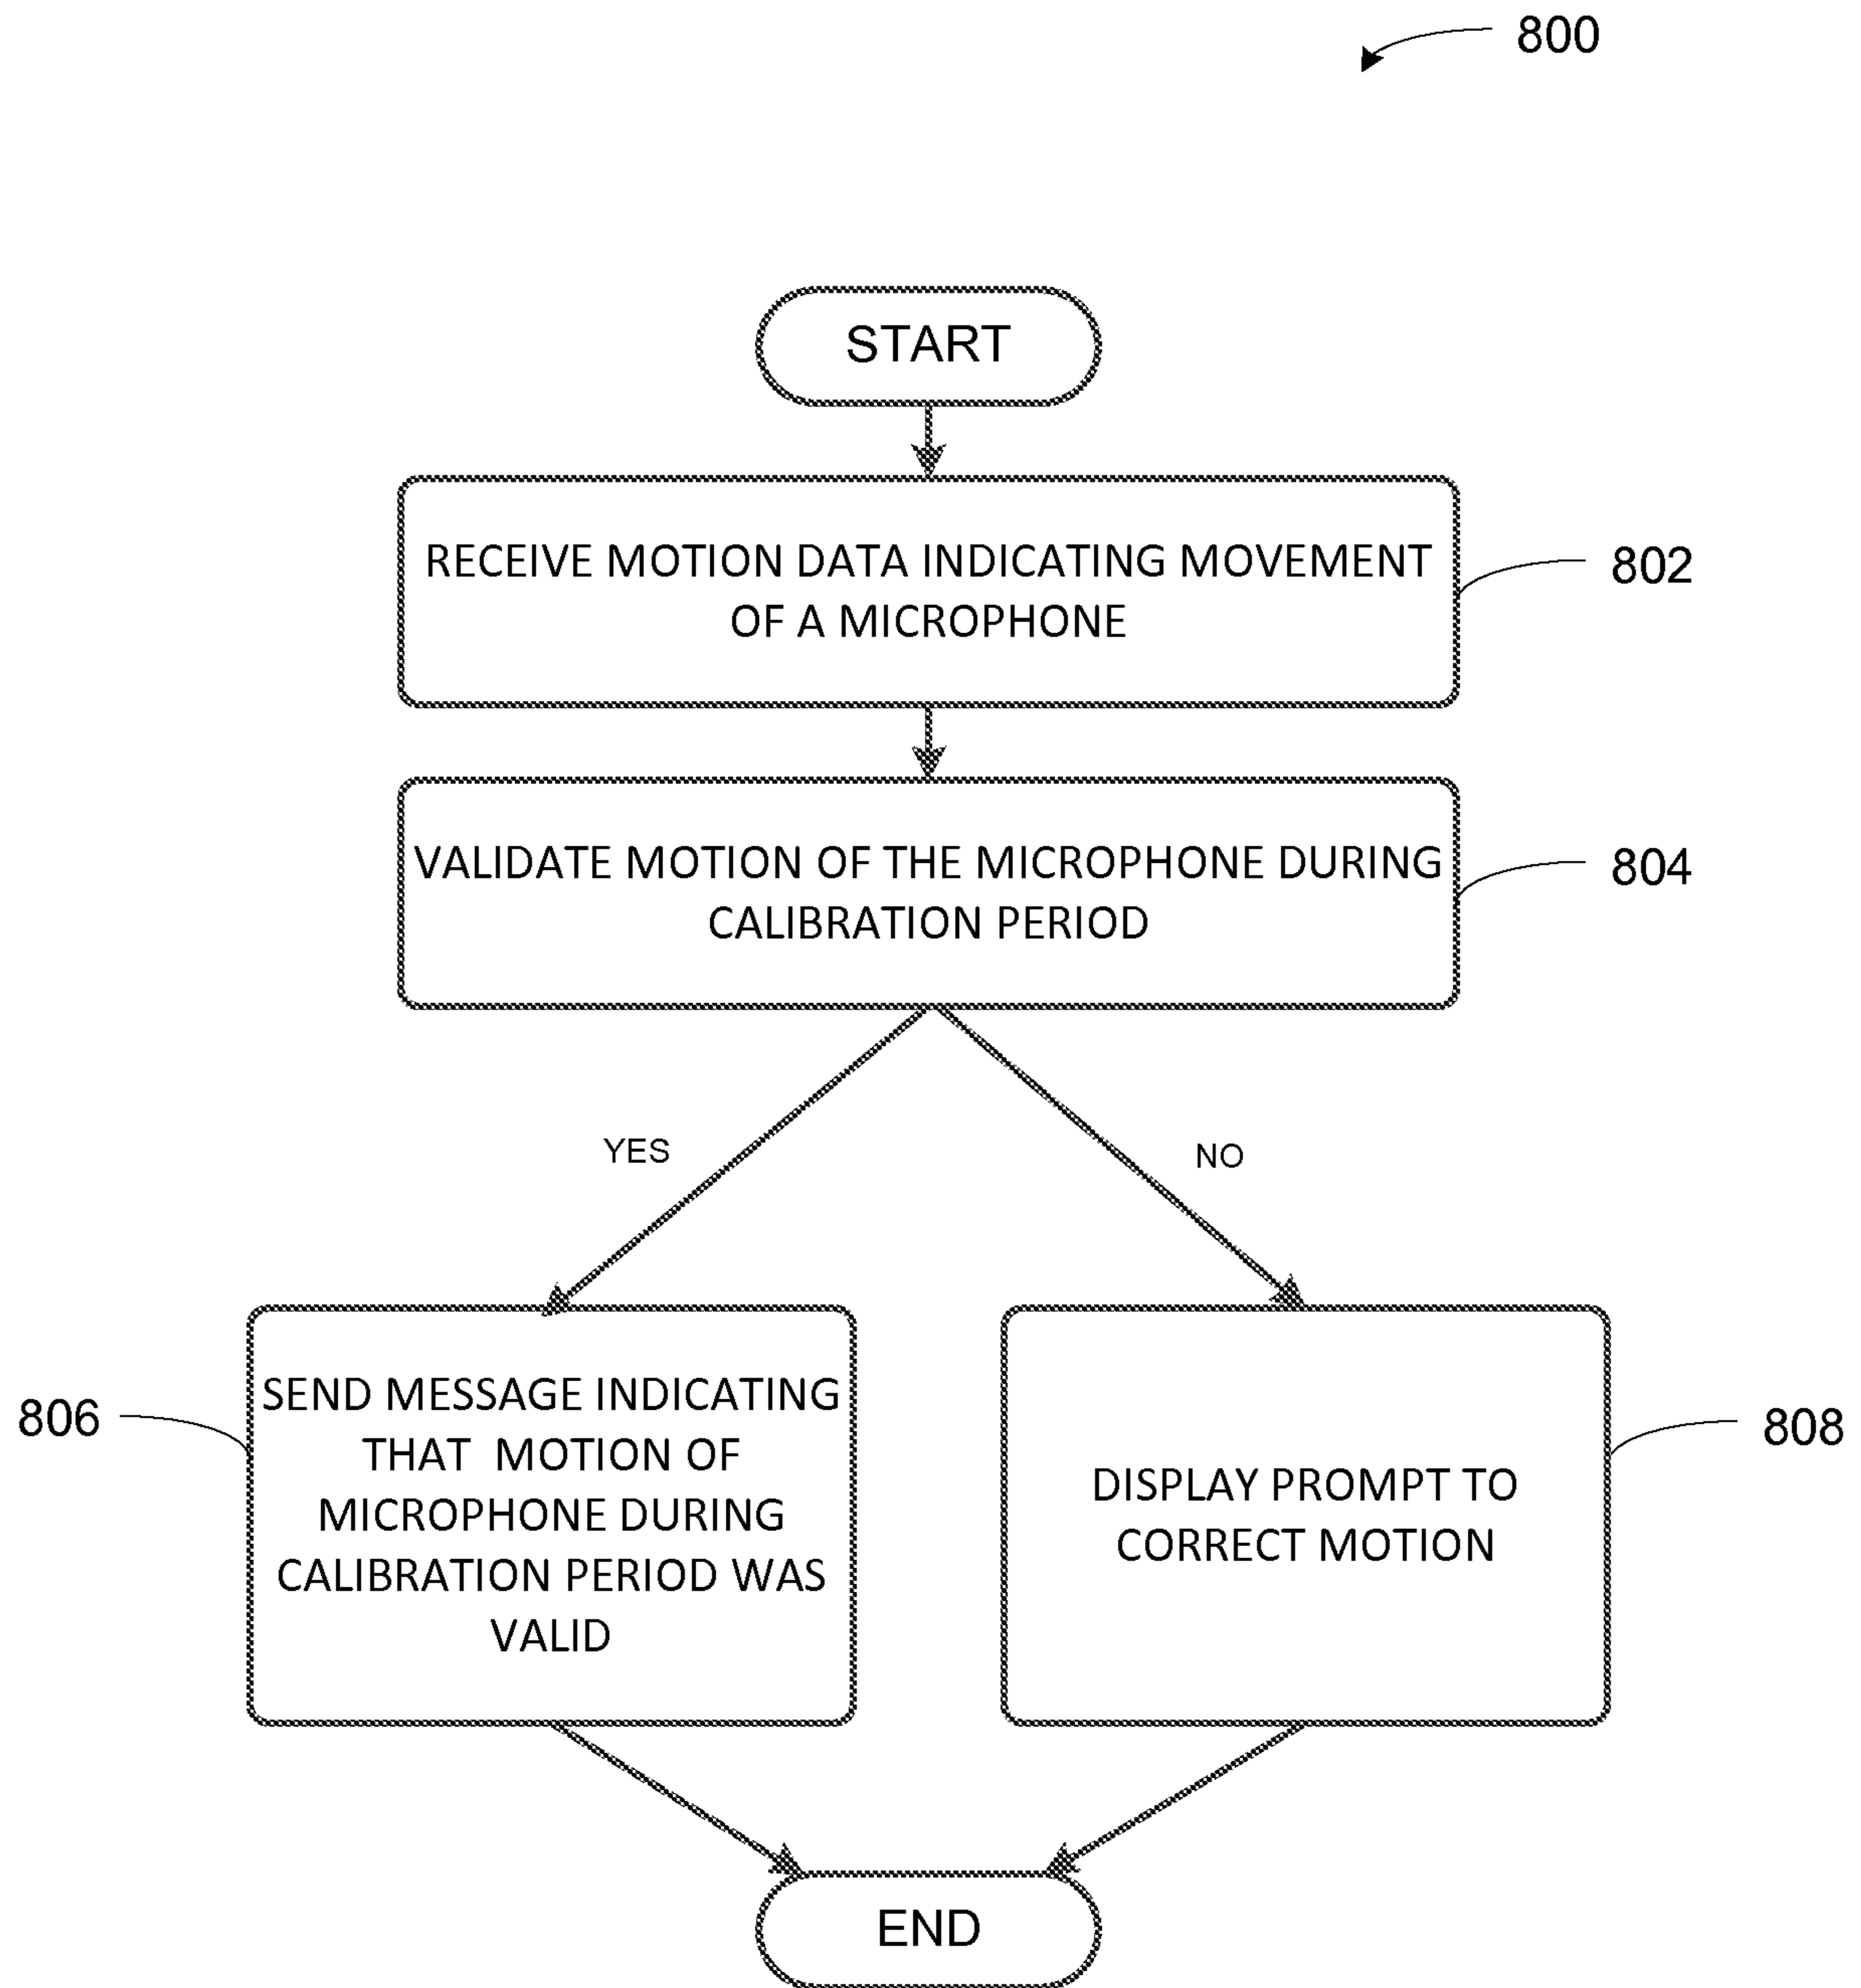 800
START
RECEIVE MOTION DATA INDICATING MOVEMENT
OF A MICROPHONE
802
VALIDATE MOTION OF THE MICROPHONE DURING
CALIBRATION PERIOD
804
YES
NO
806
SEND MESSAGE INDICATING
THAT MOTION OF
MICROPHONE DURING
CALIBRATION PERIOD WAS
VALID
DISPLAY PROMPT TO
CORRECT MOTION
808
END